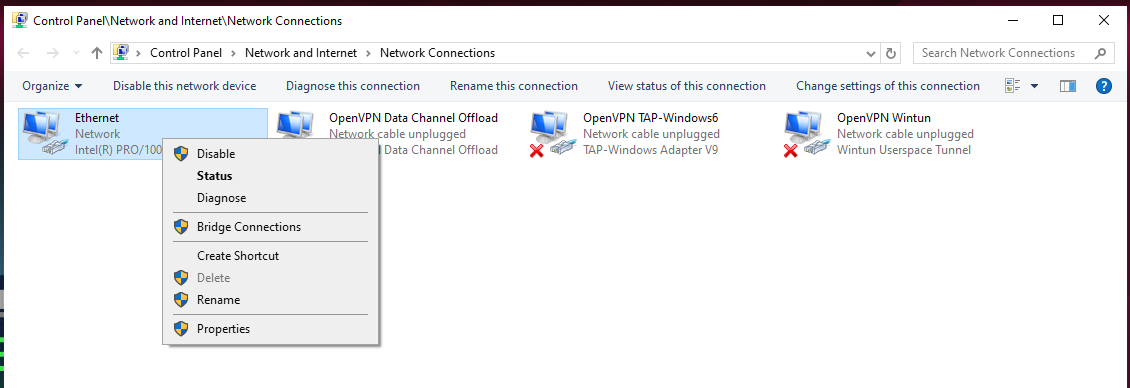 Control Panel\Network and Internet\Network Connections
Control Panel > Network and Internet > Network Connections
Search Network Connections
Organize
Disable this network device
Diagnose this connection
Rename this connection
View status of this connection
Change settings of this connection
Ethernet
Network
Intel(R) PRO/100
OpenVPN Data Channel Offload
Network cable unplugged
Data Channel Offload
OpenVPN TAP-Windows6
Network cable unplugged
TAP-Windows Adapter V9
OpenVPN Wintun
Network cable unplugged
Wintun Userspace Tunnel
Disable
Status
Diagnose
Bridge Connections
Create Shortcut
Delete
Rename
Properties